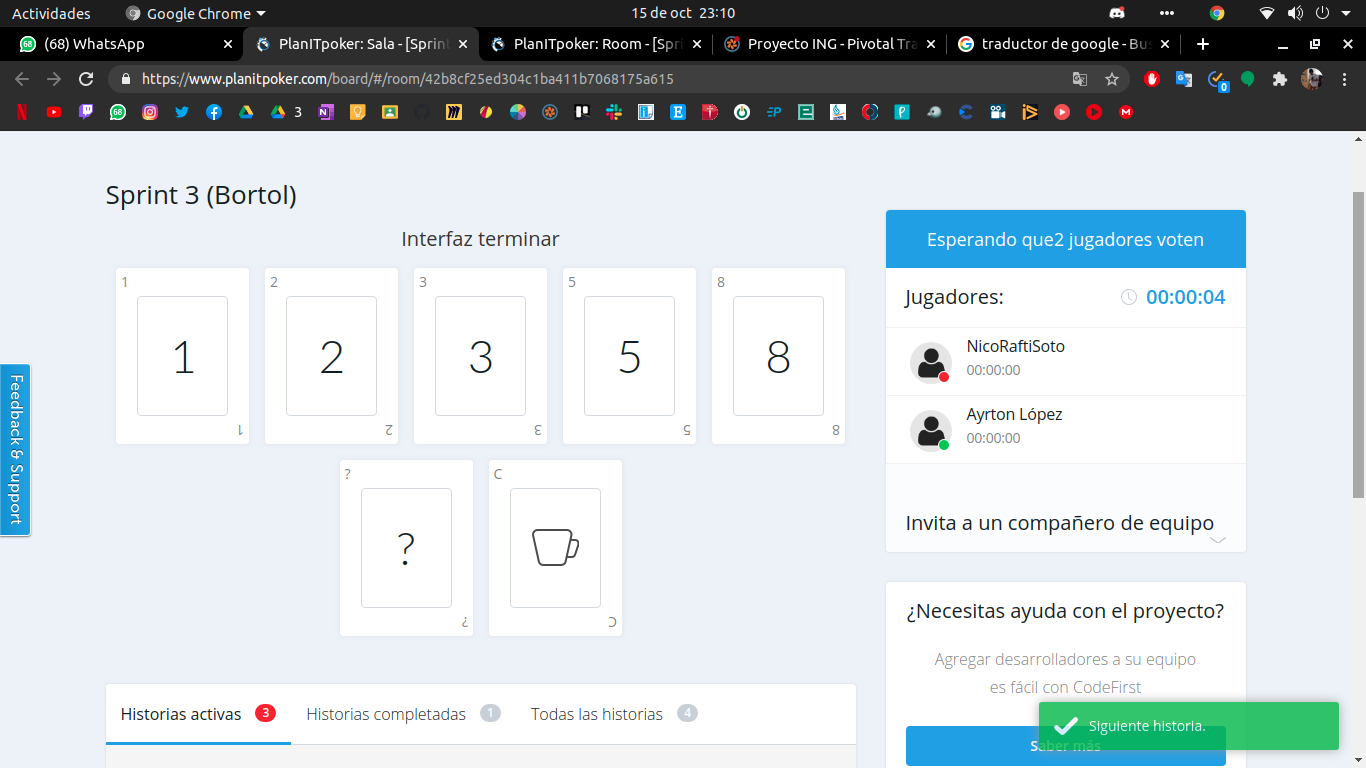 Actividades
Google Chrome
15 de oct 23:10
(68) WhatsApp
PlanITpoker: Sala - [Sprint
PlanITpoker: Room - [Spri
Proyecto ING - Pivotal Tra
traductor de google - Bus
https://www.planitpoker.com/board/#/room/42b8cf25ed304c1ba411b7068175a615
3
Sprint 3 (Bortol)
Interfaz terminar
1
1
1
2
2
2
3
3
3
5
5
5
8
8
8
?
?
?
C
C
Feedback & Support
Esperando que2 jugadores voten
Jugadores:
00:00:04
NicoRaftiSoto
00:00:00
Ayrton López
00:00:00
Invita a un compañero de equipo
¿Necesitas ayuda con el proyecto?
Agregar desarrolladores a su equipo
es fácil con CodeFirst
Saber más
Siguiente historia.
Historias activas 3
Historias completadas 1
Todas las historias 4